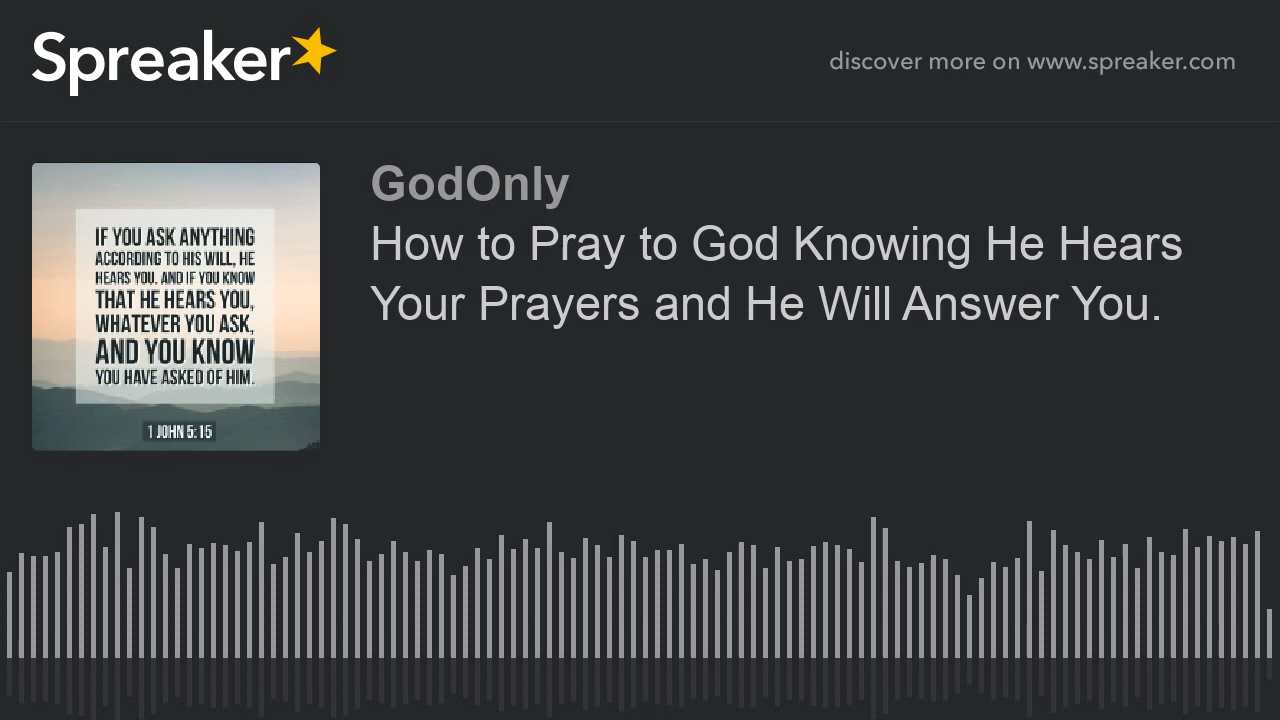 Spreaker
discover more on www.spreaker.com
GodOnly
How to Pray to God Knowing He Hears
Your Prayers and He Will Answer You.
IF YOU ASK ANYTHING
ACCORDING TO HIS WILL, HE
HEARS YOU. AND IF YOU KNOW
THAT HE HEARS YOU,
WHATEVER YOU ASK,
AND YOU KNOW
YOU HAVE ASKED OF HIM.
1 JOHN 5:15